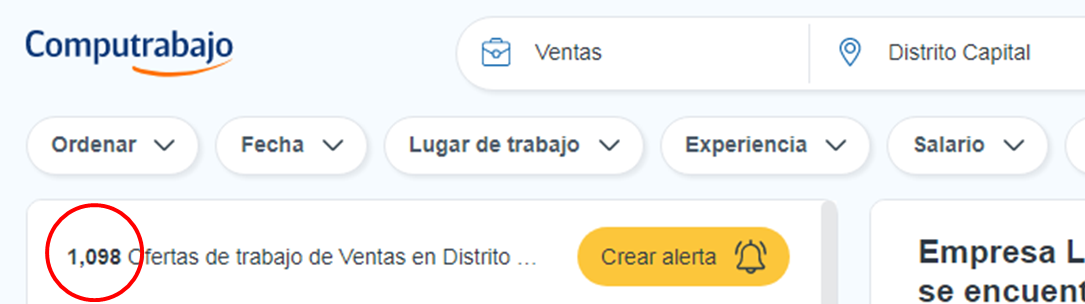 Computrabajo
Ventas
Distrito Capital
Ordenar
Fecha
Lugar de trabajo
Experiencia
Salario
1,098 Ofertas de trabajo de Ventas en Distrito ...
Crear alerta
Empresa L
se encuent